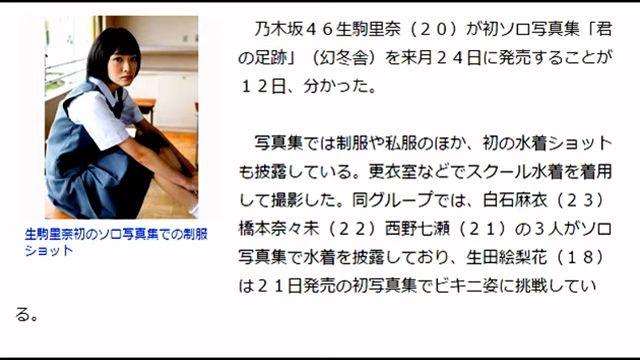 乃木坂４６生駒里奈（２０）が初ソロ写真集「君
の足跡」（幻冬舎）を来月２４日に発売することが
１２日、分かった。
写真集では制服や私服のほか、初の水着ショット
も披露している。更衣室などでスクール水着を着用
して撮影した。同グループでは、白石麻衣（２３）
橋本奈々未（２２）西野七瀬（２１）の３人がソロ
写真集で水着を披露しており、生田絵梨花（１８）
は２１日発売の初写真集でビキニ姿に挑戦してい
る。
生駒里奈初のソロ写真集での制服
ショット